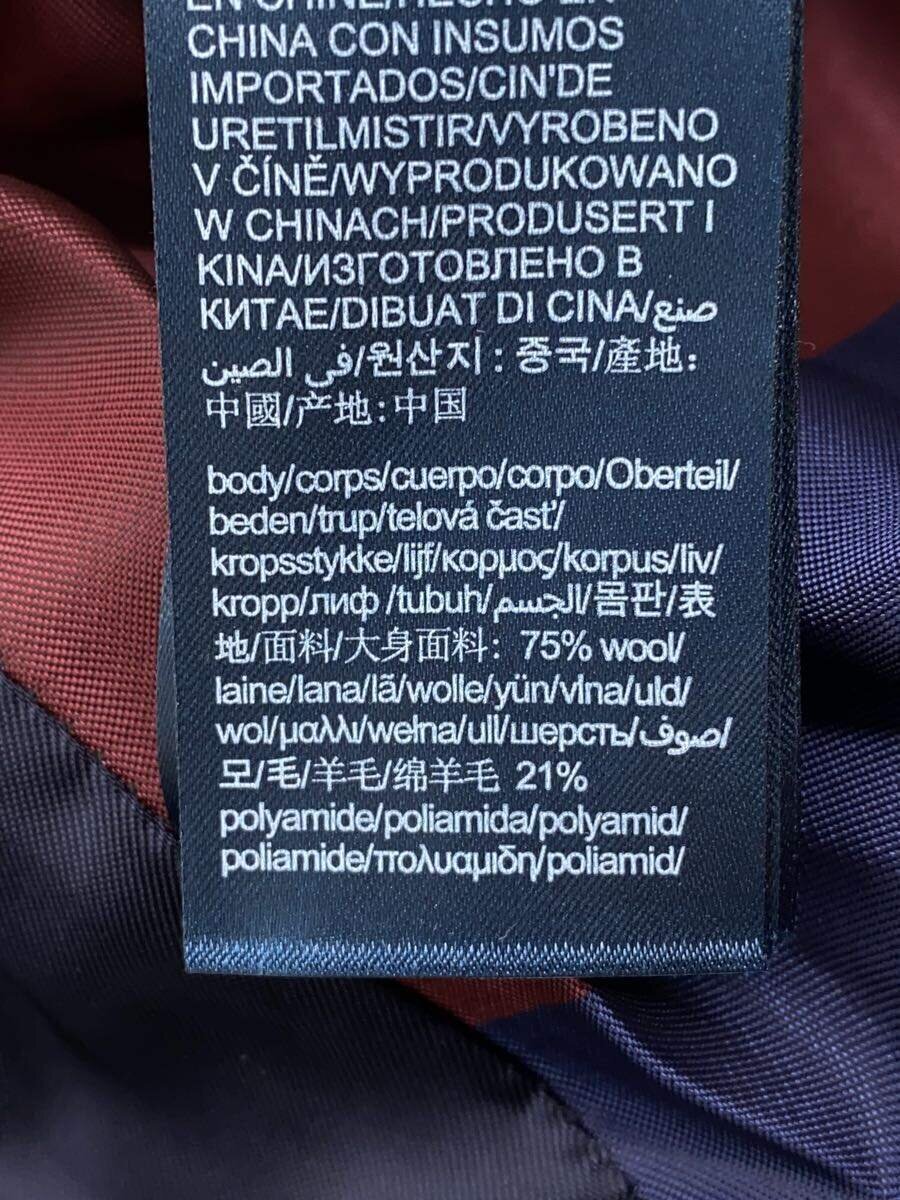 EN CHINE/HECHO EN
CHINA CON INSUMOS
IMPORTADOS/CIN'DE
URETILMISTIR/VYROBENO
V ČÍNĚ/WYPRODUKOWANO
W CHINACH/PRODUSERT I
KINA/ИЗГОТОВЛЕНО В
КИТАЕ/DIBUAT DI CINA/صنع
في الصين/원산지 : 중국/產地:
中國/产地:中国
body/corps/cuerpo/corpo/Oberteil/
beden/trup/telová časť/
kropsstykke/lijf/κορμος/korpus/liv/
kropp/лиф /tubuh/الجسم/몸판/表
地/面料/大身面料: 75% wool/
laine/lana/lã/wolle/yün/vlna/uld/
wol/μαλλι/wełna/ull/шерсть/صوف/
모/毛/羊毛/绵羊毛 21%
polyamide/poliamida/polyamid/
poliamide/πολυαμιδη/poliamid/